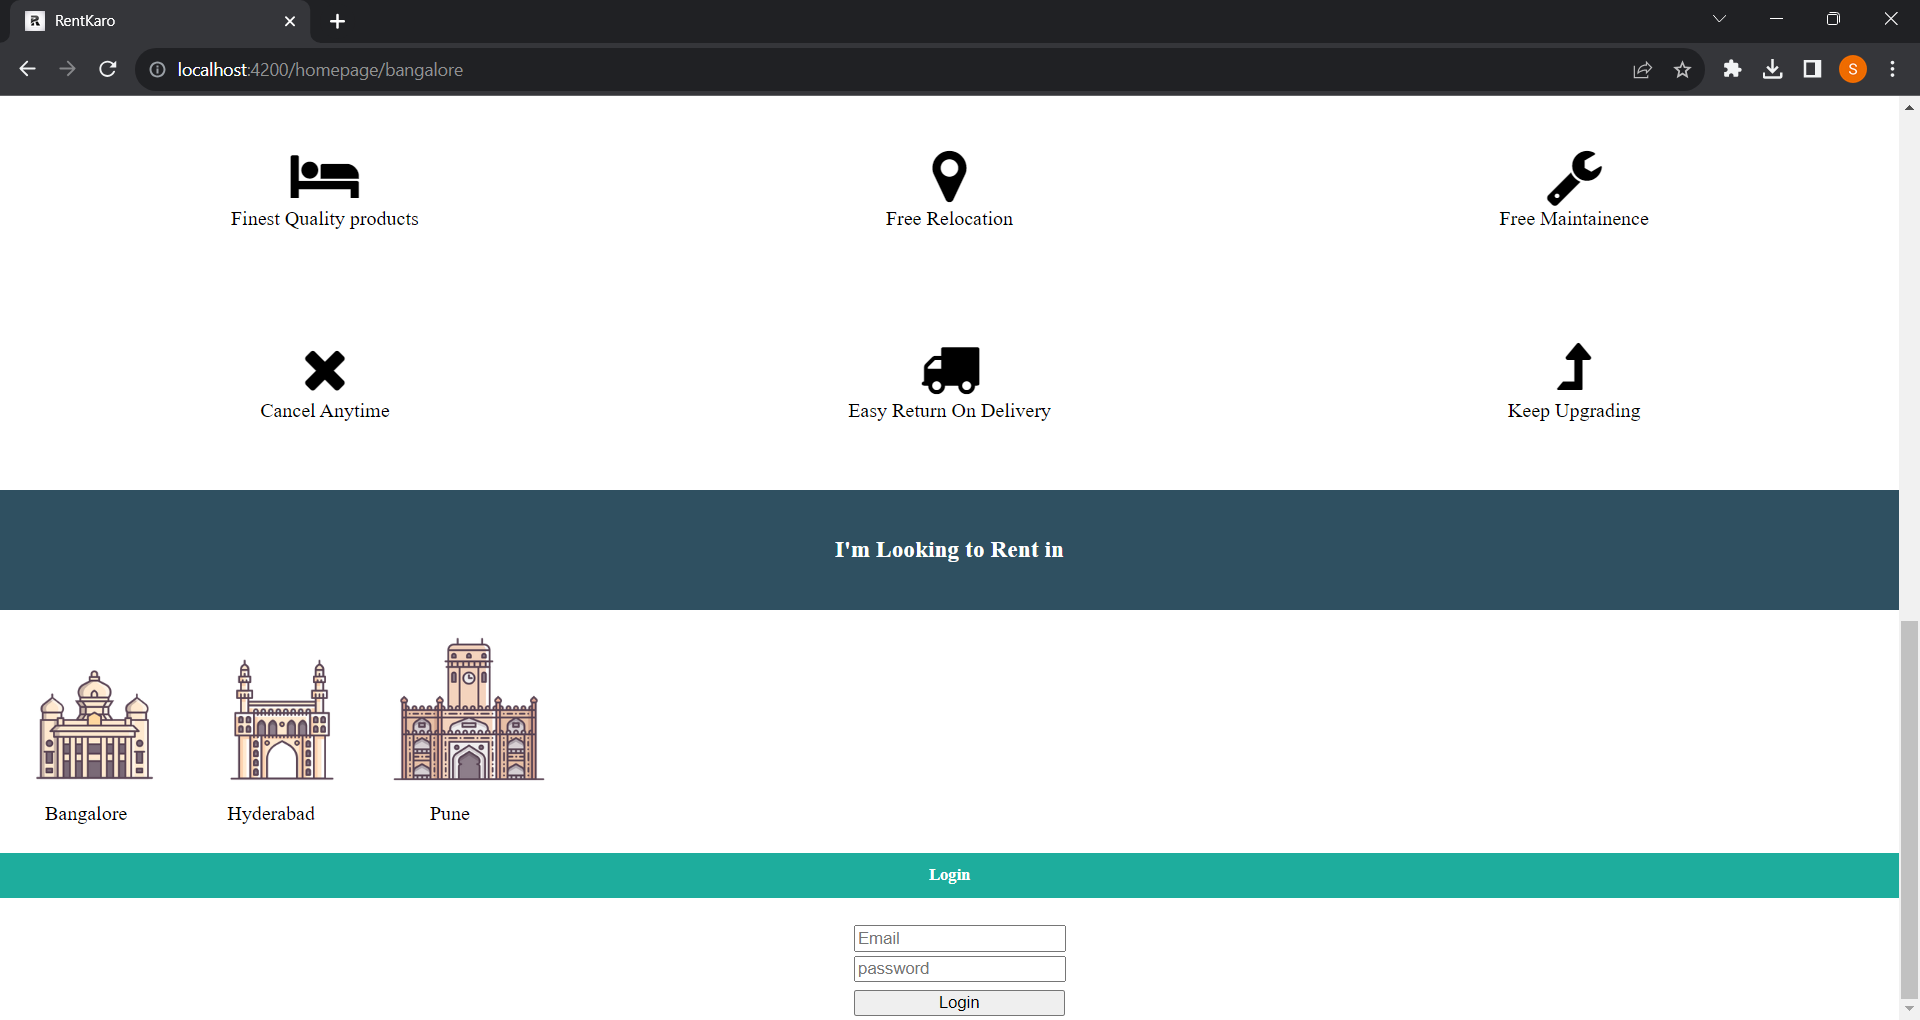 RentKaro
localhost:4200/homepage/bangalore
S
Finest Quality products
Free Relocation
Free Maintainence
Cancel Anytime
Easy Return On Delivery
Keep Upgrading
I'm Looking to Rent in
Bangalore
Hyderabad
Pune
Login
Email
password
Login